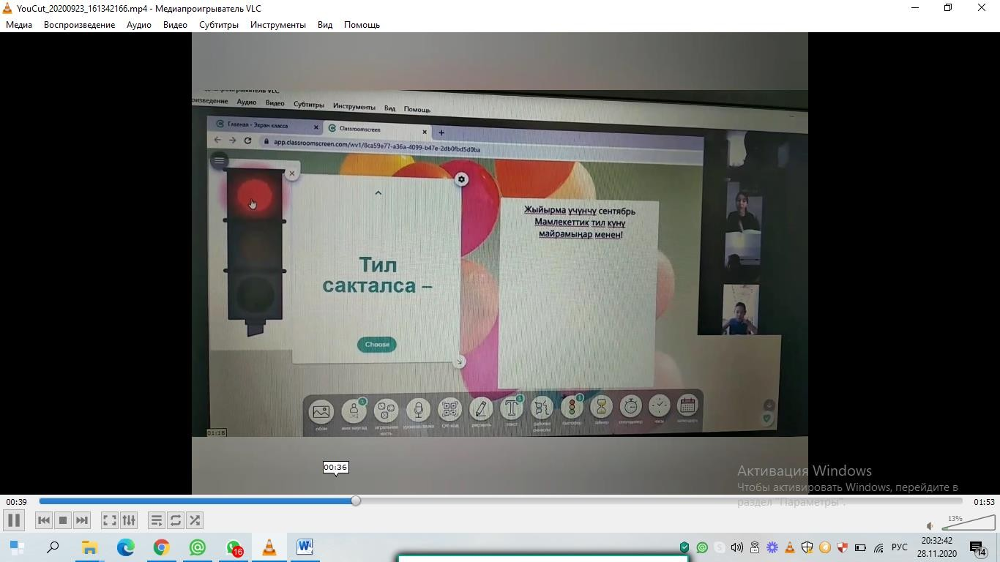 YouCut_20200923_161342166.mp4 - Медиапроигрыватель VLC
Медиа Воспроизведение Аудио Видео Субтитры Инструменты Вид Помощь
VLC
Аудио Видео Субтитры Инструменты Вид Помощь
Главная - Экран класса
Classroomscreen
app.classroomscreen.com/wv1/8ca59e77-a36a-4099-b47e-2db0fbd5d0ba
Тил
сакталса –
Choose
Жыйырма үчүнчү сентябрь
Мамлекеттик тил күнү
майрамыңар менен!
обои
имя наугад
игральная
кость
уровень звука
QR-код
рисовать
текст
рабочие
символы
светофор
таймер
секундомер
часы
календарь
01:18
00:36
Активация Windows
Чтобы активировать Windows, перейдите в
раздел "Параметры".
00:39
01:53
13%
16
РУС
20:32:42
28.11.2020
14